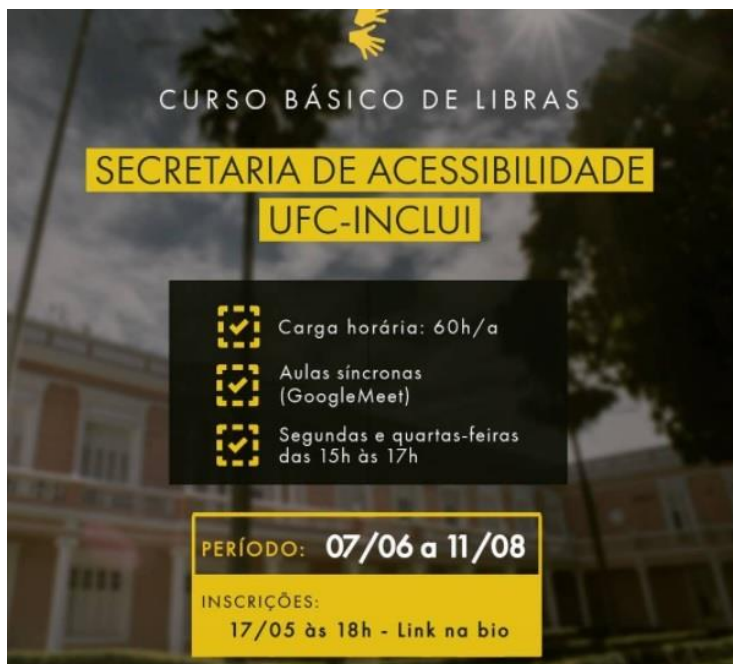 CURSO BÁSICO DE LIBRAS
SECRETARIA DE ACESSIBILIDADE
UFC-INCLUI
Carga horária: 60h/a
Aulas síncronas
(GoogleMeet)
Segundas e quartas-feiras
das 15h às 17h
PERÍODO: 07/06 a 11/08
INSCRIÇÕES:
17/05 às 18h - Link na bio